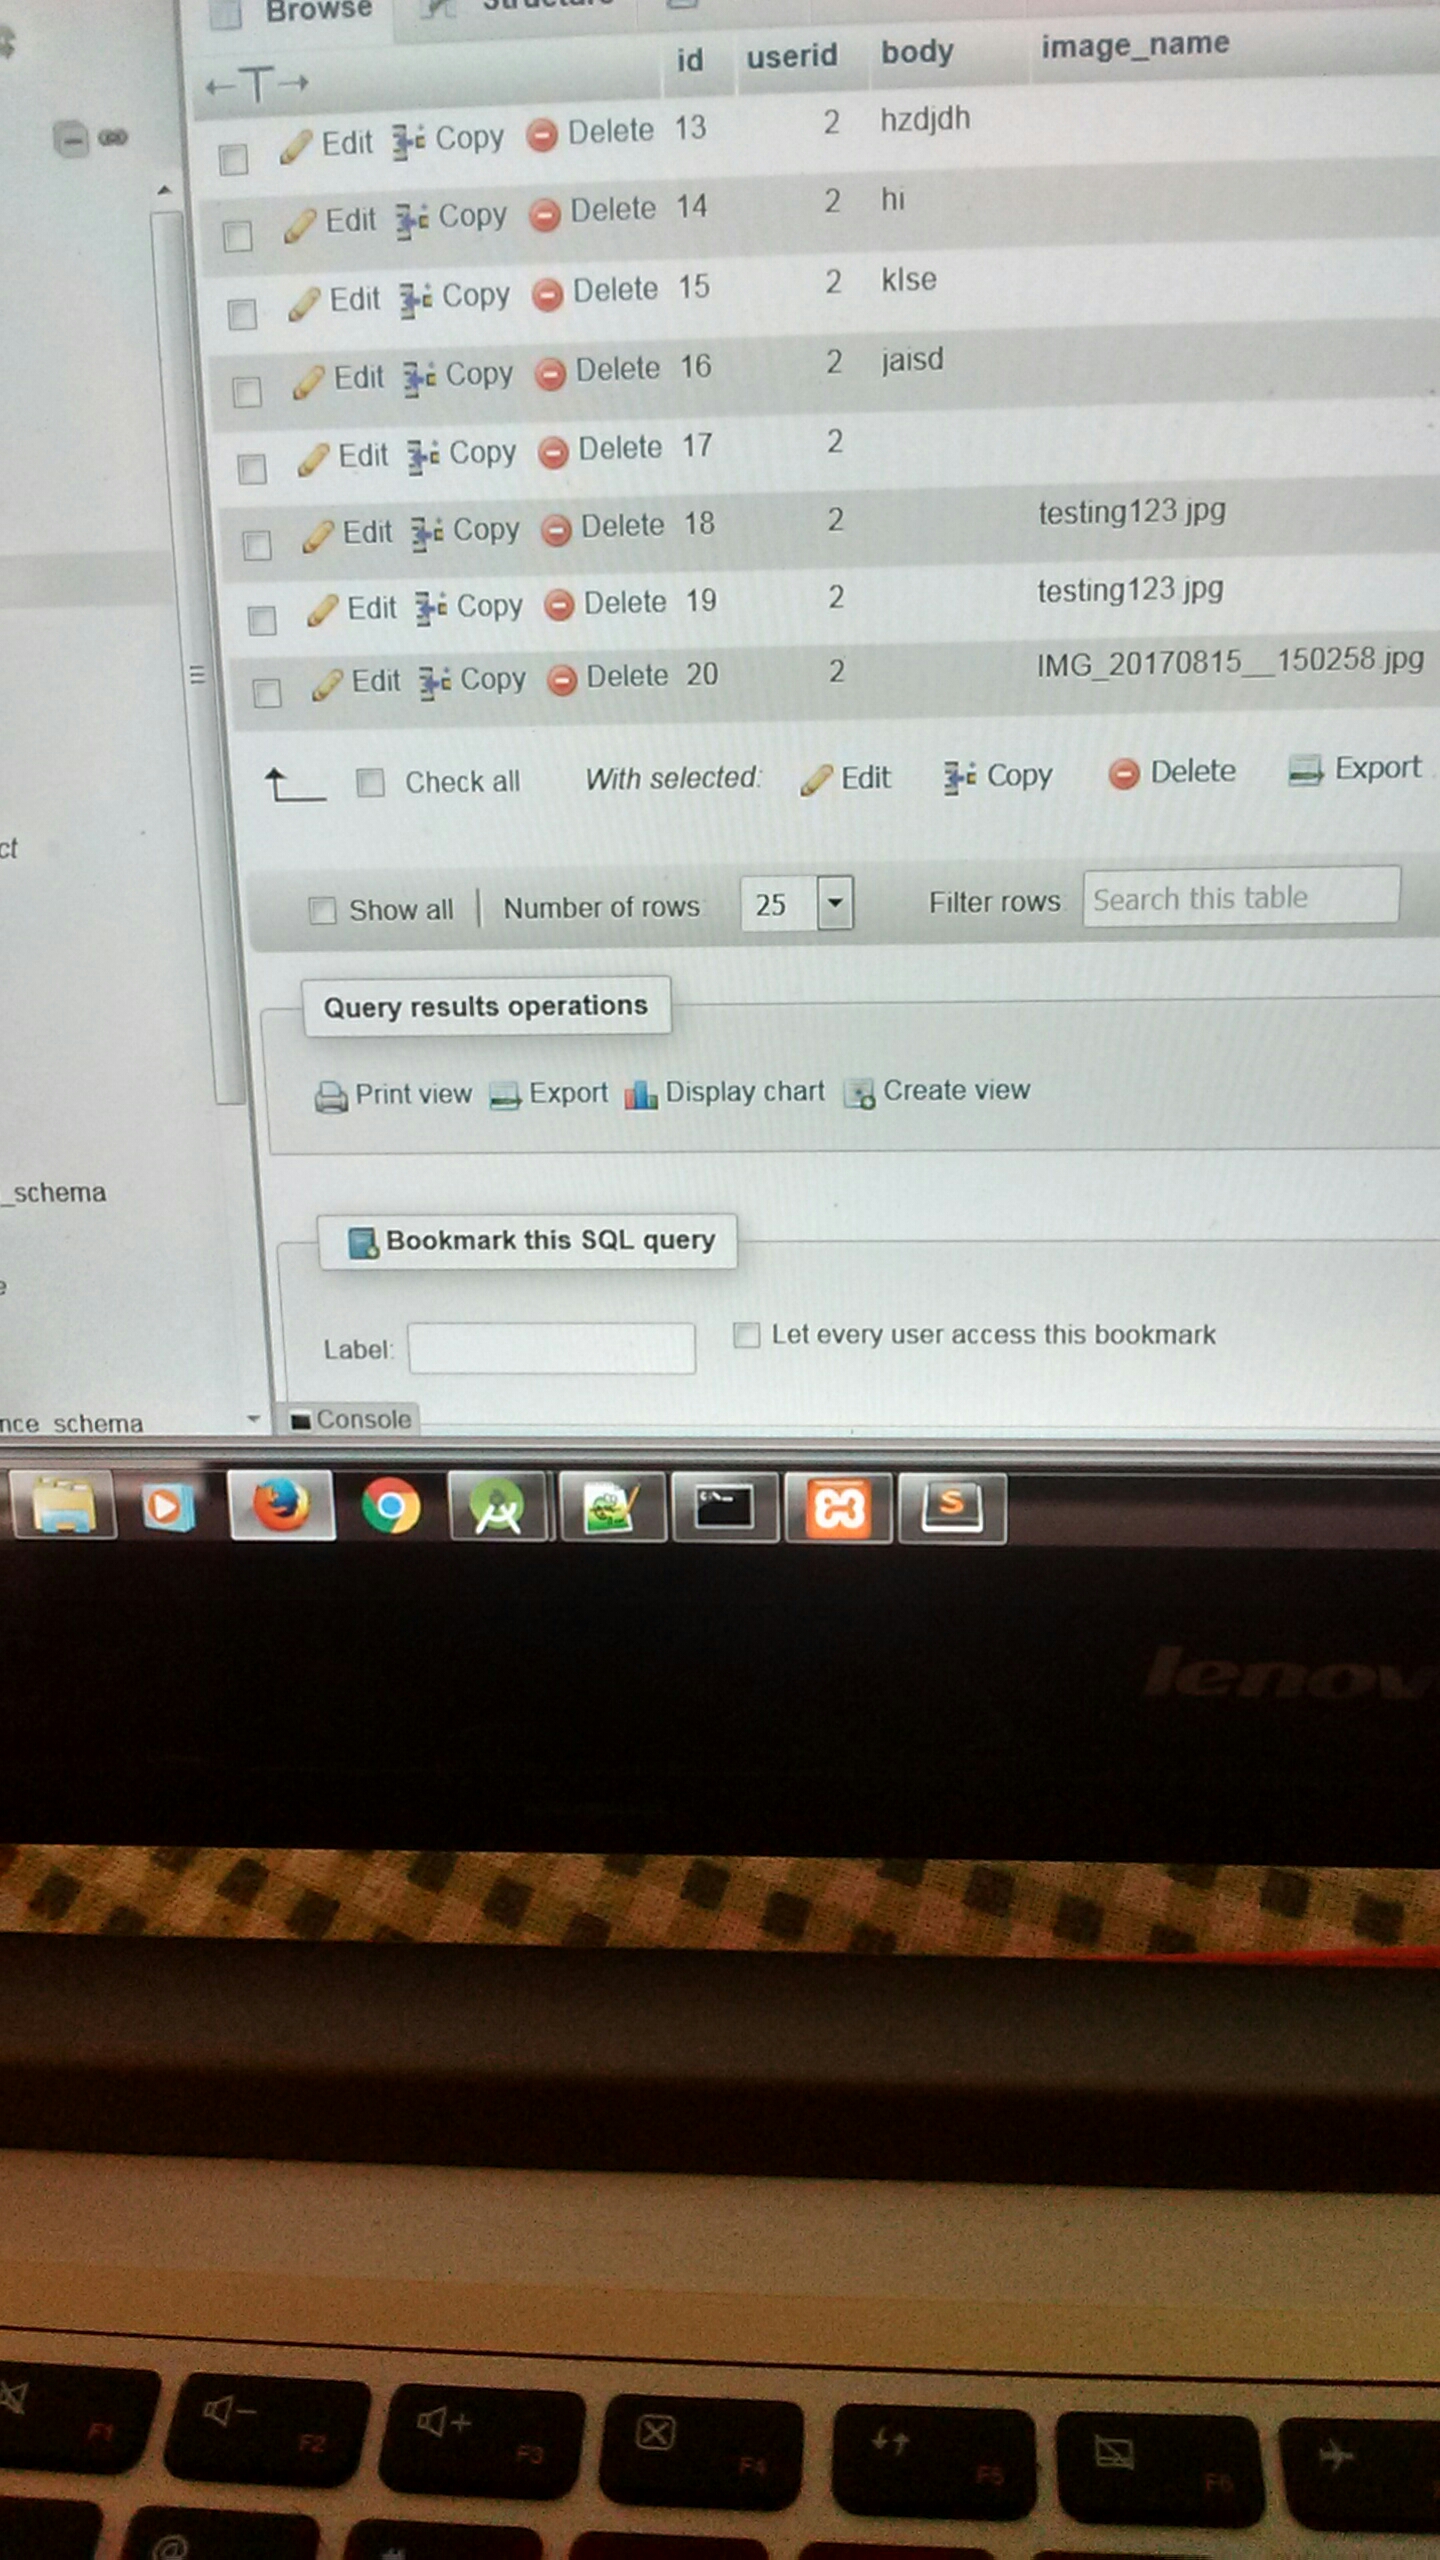 Browse Structure
id userid body image_name
←T→
Edit Copy Delete 13 2 hzdjdh
Edit Copy Delete 14 2 hi
Edit Copy Delete 15 2 klse
Edit Copy Delete 16 2 jaisd
Edit Copy Delete 17 2
Edit Copy Delete 18 2 testing123.jpg
Edit Copy Delete 19 2 testing123.jpg
Edit Copy Delete 20 2 IMG_20170815__150258.jpg
Check all With selected: Edit Copy Delete Export
ct
Show all | Number of rows: 25 Filter rows: Search this table
Query results operations
Print view Export Display chart Create view
_schema
Bookmark this SQL query
e
Label: Let every user access this bookmark
nce_schema
Console
lenov
F1 F2 F3 F4 F5 F6
@ #